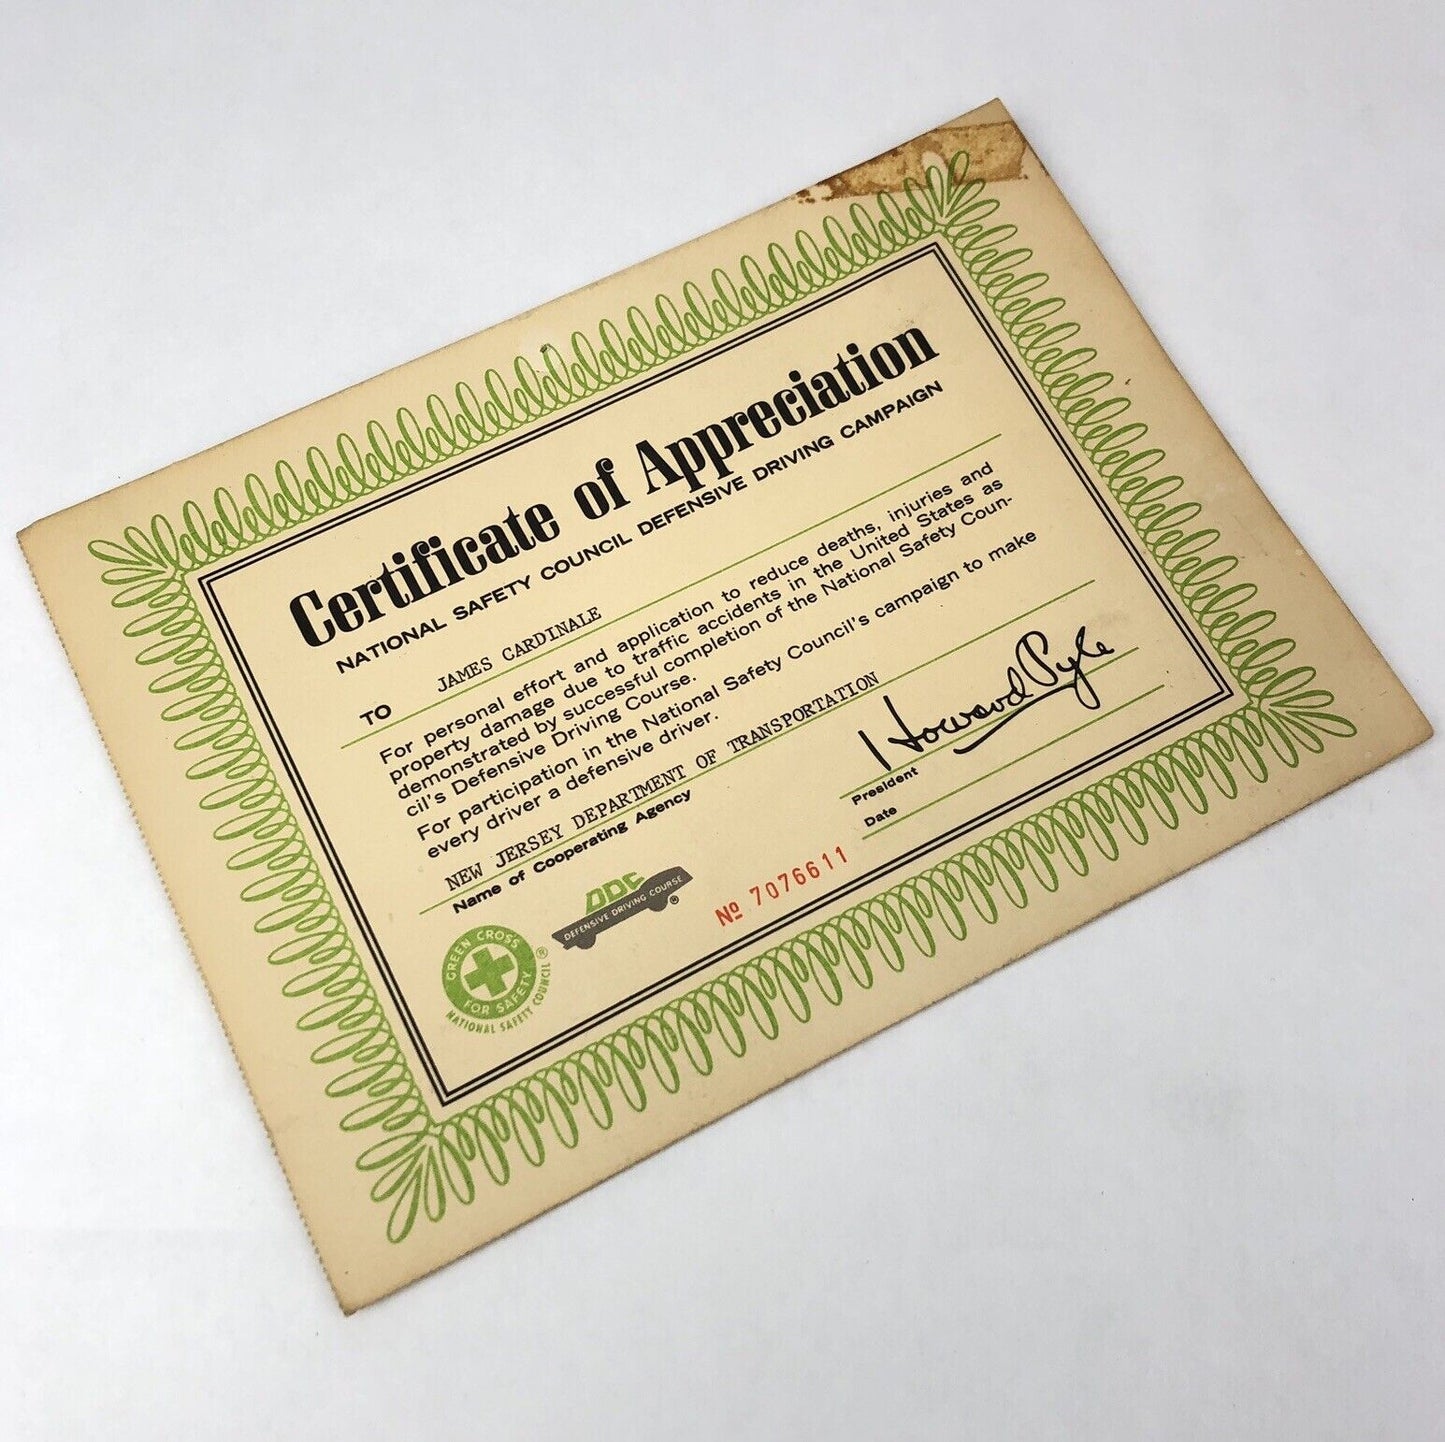 Certificate of Appreciation
NATIONAL SAFETY COUNCIL DEFENSIVE DRIVING CAMPAIGN
TO JAMES CARDINALE
For personal effort and application to reduce deaths, injuries and
property damage due to traffic accidents in the United States as
demonstrated by successful completion of the National Safety Coun-
cil's Defensive Driving Course.
For participation in the National Safety Council's campaign to make
every driver a defensive driver.
NEW JERSEY DEPARTMENT OF TRANSPORTATION
Name of Cooperating Agency
Howard Pyle
President
Date
GREEN CROSS
FOR SAFETY
NATIONAL SAFETY COUNCIL ®
DDC
DEFENSIVE DRIVING COURSE
®
Nº 7076611